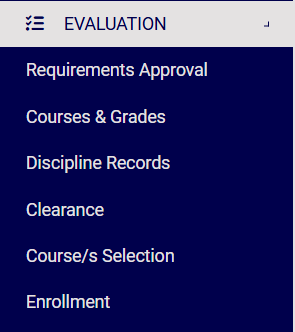 EVALUATION
Requirements Approval
Courses & Grades
Discipline Records
Clearance
Course/s Selection
Enrollment